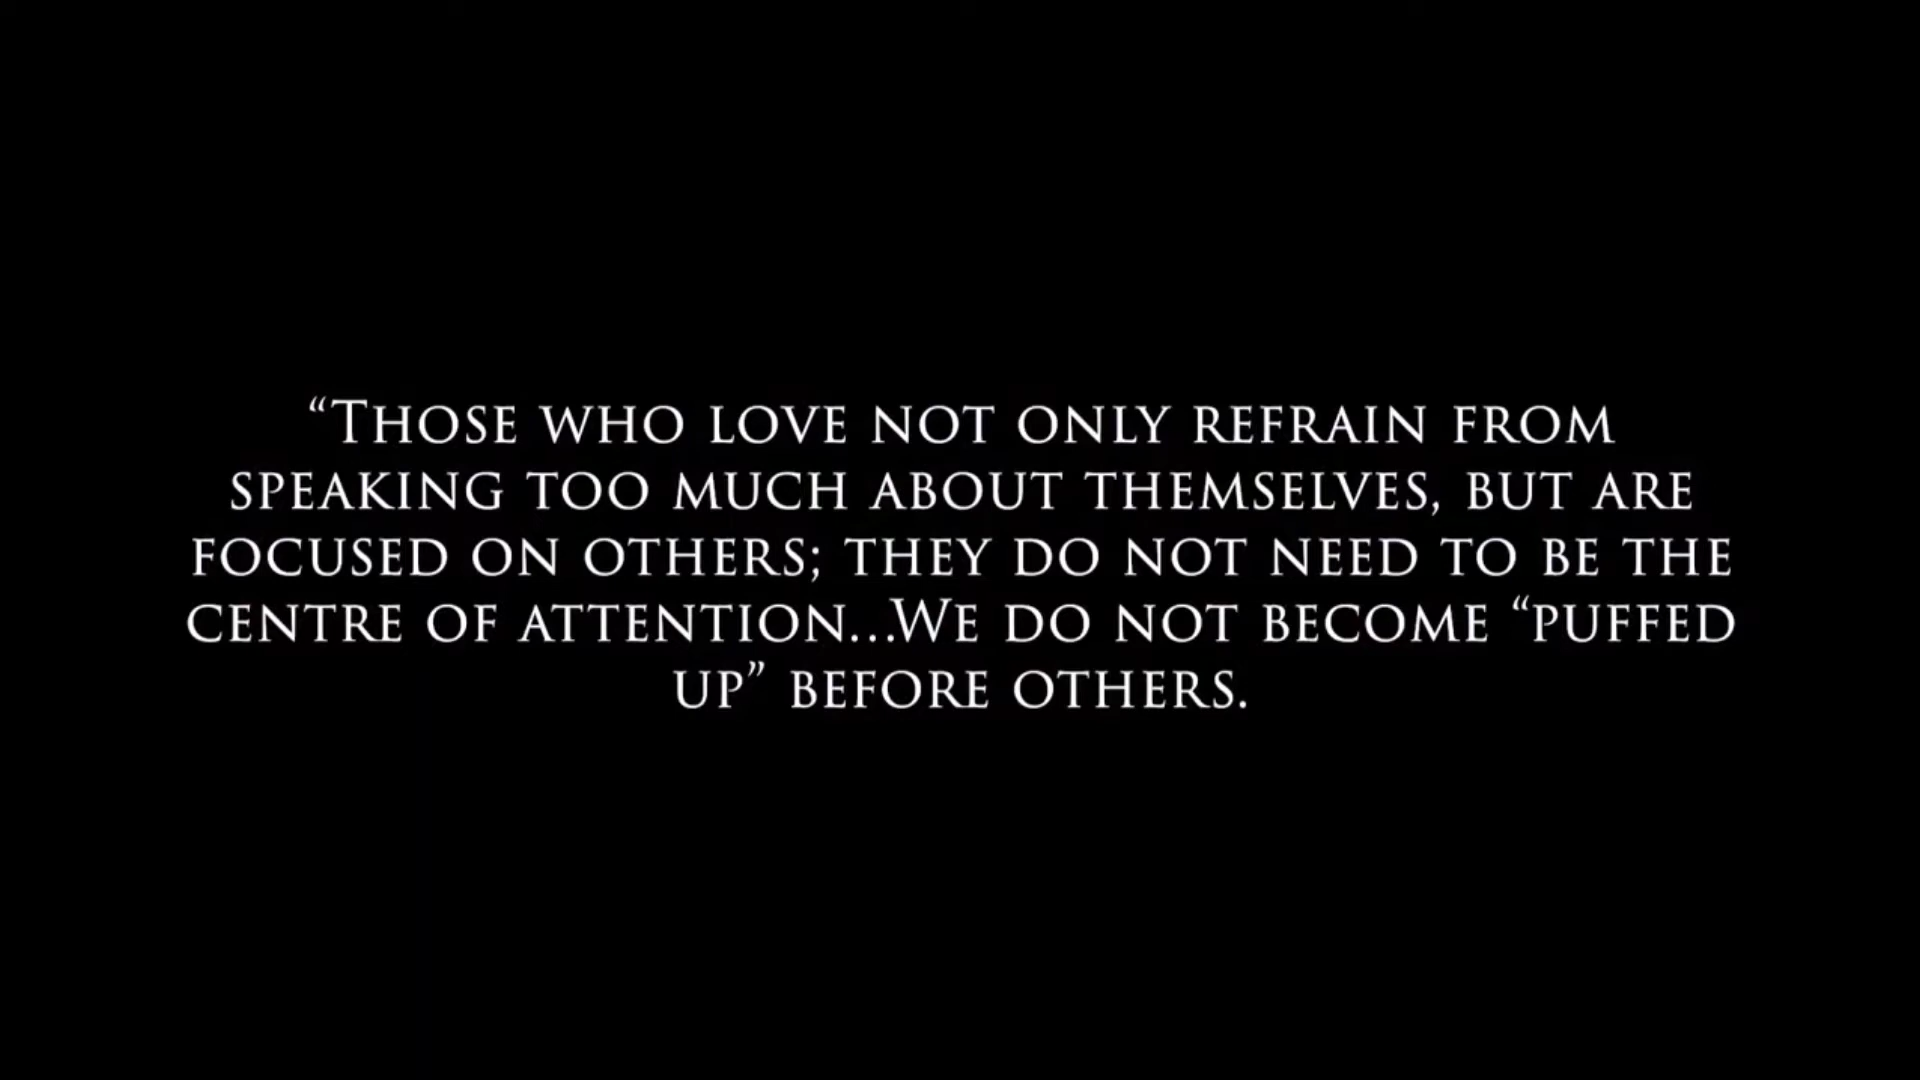 “Those who love not only refrain from
speaking too much about themselves, but are
focused on others; they do not need to be the
centre of attention...We do not become “puffed
up” before others.